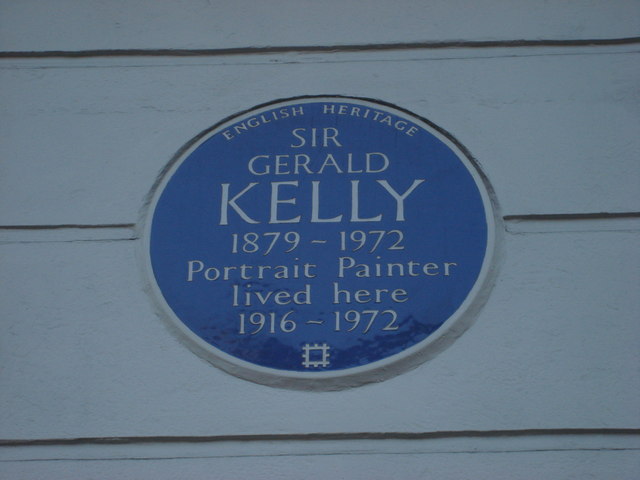 ENGLISH HERITAGE
SIR
GERALD
KELLY
1879 - 1972
Portrait Painter
lived here
1916 - 1972